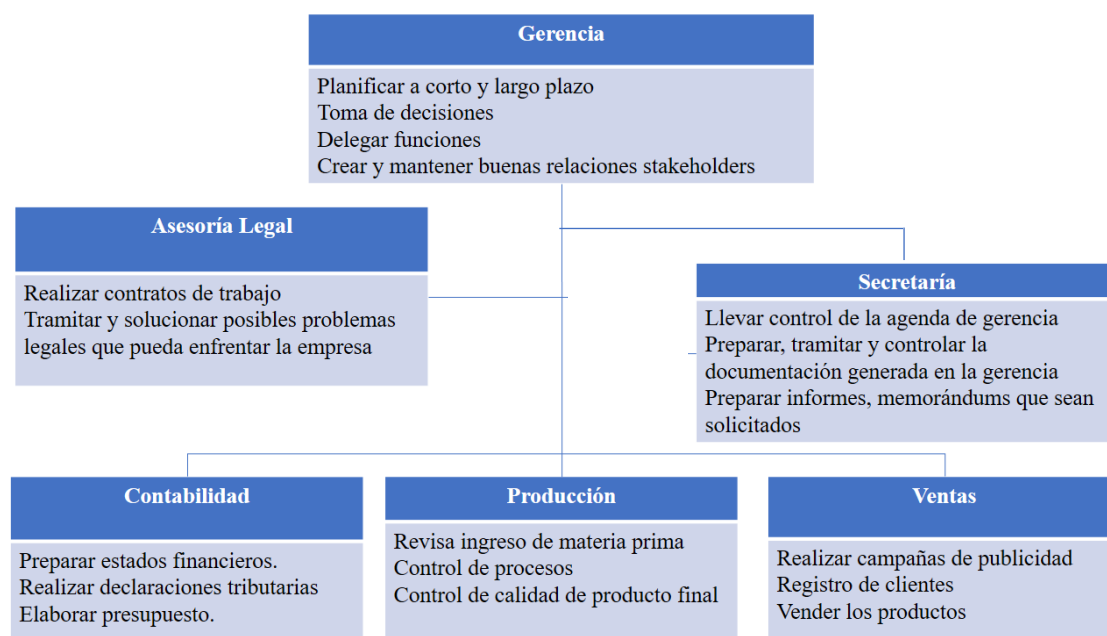 Gerencia
Planificar a corto y largo plazo
Toma de decisiones
Delegar funciones
Crear y mantener buenas relaciones stakeholders
Asesoría Legal
Realizar contratos de trabajo
Tramitar y solucionar posibles problemas
legales que pueda enfrentar la empresa
Secretaría
Llevar control de la agenda de gerencia
Preparar, tramitar y controlar la
documentación generada en la gerencia
Preparar informes, memorándums que sean
solicitados
Contabilidad
Preparar estados financieros.
Realizar declaraciones tributarias
Elaborar presupuesto.
Producción
Revisa ingreso de materia prima
Control de procesos
Control de calidad de producto final
Ventas
Realizar campañas de publicidad
Registro de clientes
Vender los productos